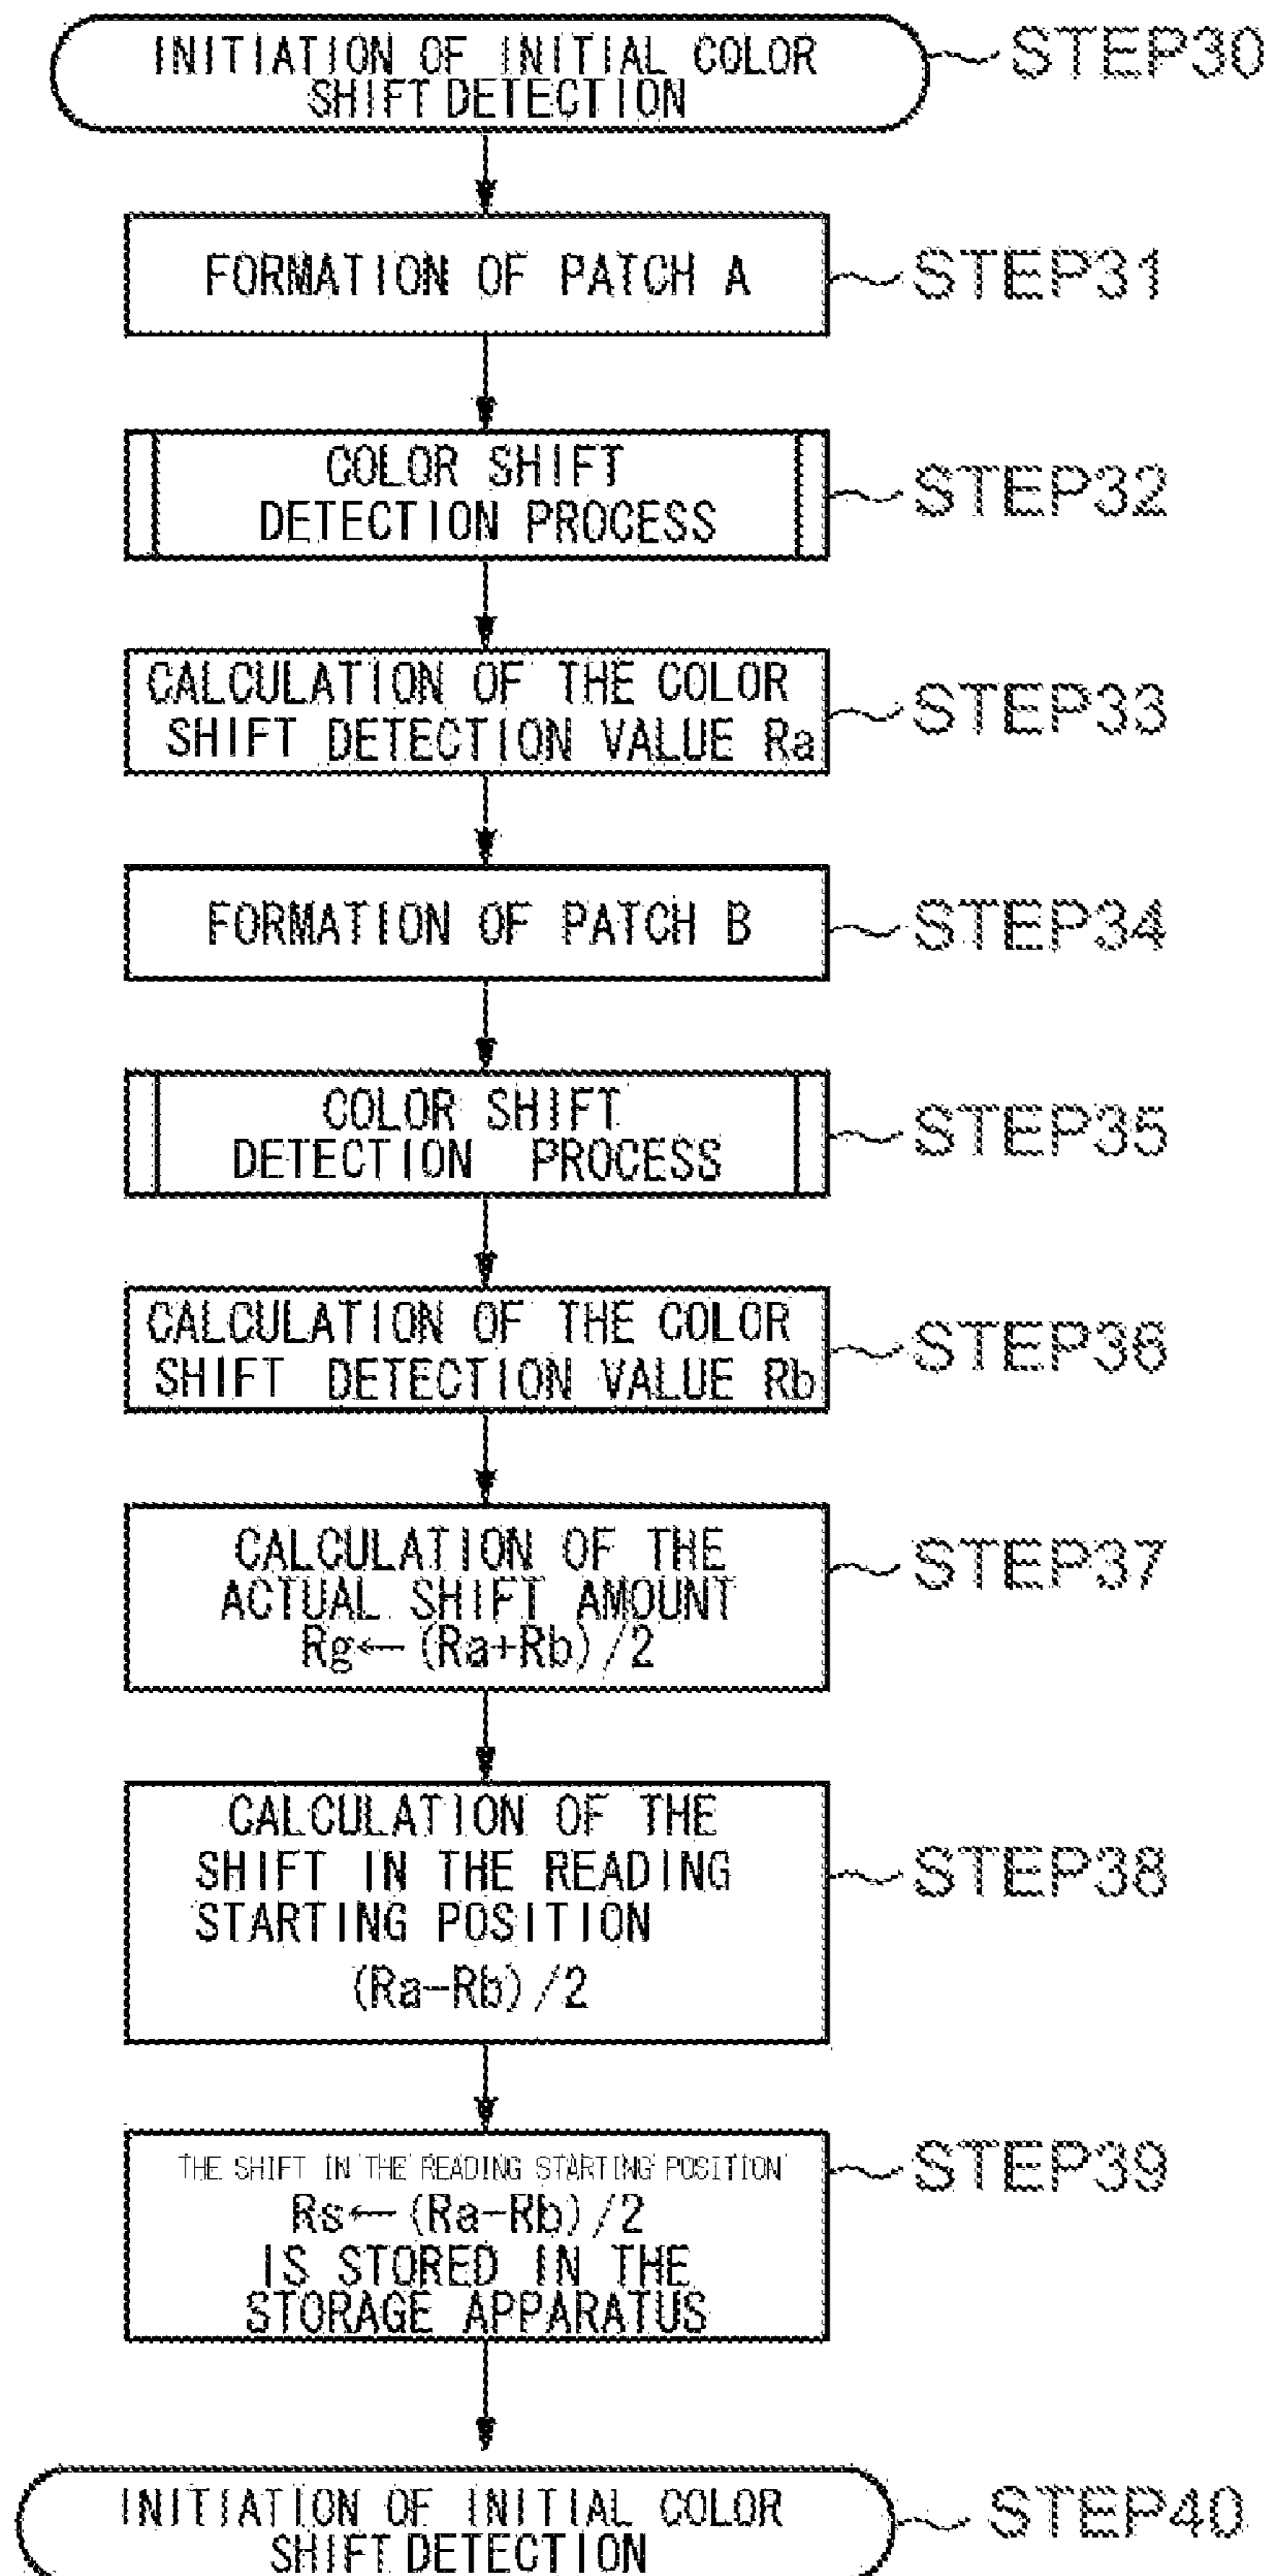 INITIATION OF INITIAL COLOR
SHIFT DETECTION
STEP30
FORMATION OF PATCH A
STEP31
COLOR SHIFT
DETECTION PROCESS
STEP32
CALCULATION OF THE COLOR
SHIFT DETECTION VALUE Ra
STEP33
FORMATION OF PATCH B
STEP34
COLOR SHIFT
DETECTION PROCESS
STEP35
CALCULATION OF THE COLOR
SHIFT DETECTION VALUE Rb
STEP36
CALCULATION OF THE
ACTUAL SHIFT AMOUNT
Rg←(Ra+Rb)/2
STEP37
CALCULATION OF THE
SHIFT IN THE READING
STARTING POSITION
(Ra-Rb)/2
STEP38
THE SHIFT IN THE READING STARTING POSITION
Rs←(Ra-Rb)/2
IS STORED IN THE
STORAGE APPARATUS
STEP39
INITIATION OF INITIAL COLOR
SHIFT DETECTION
STEP40